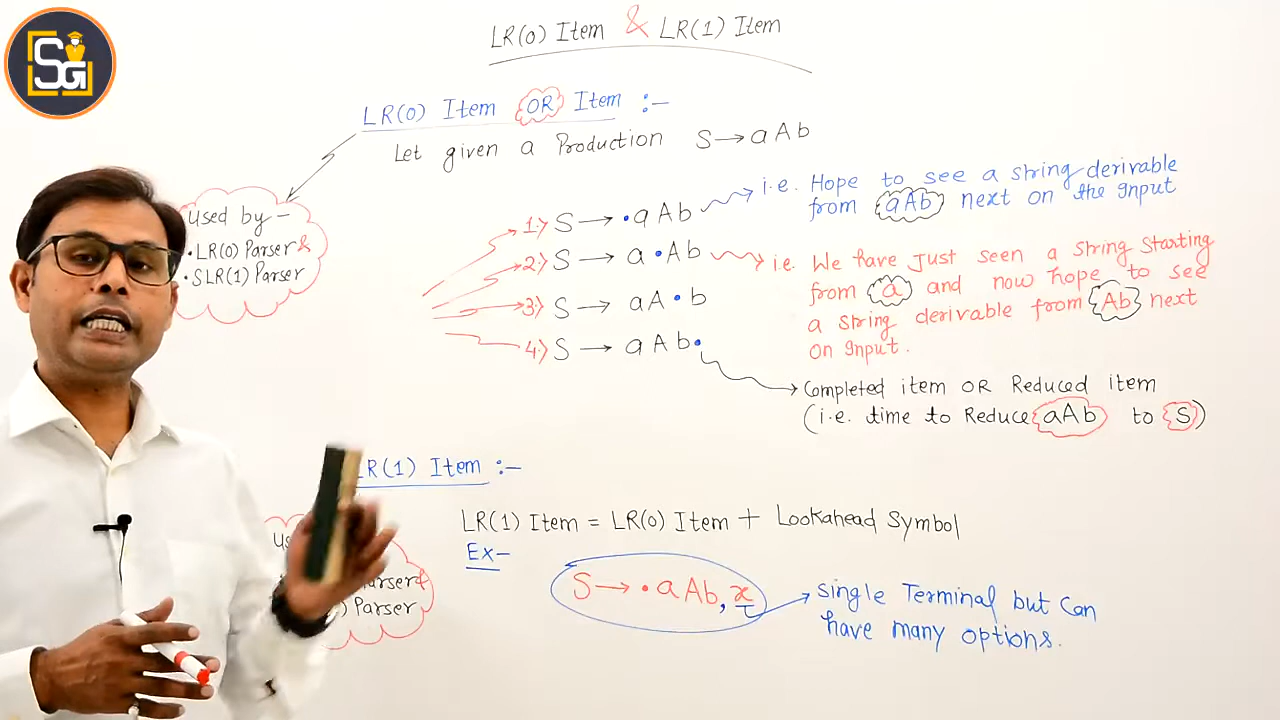 SG
LR(0) Item & LR(1) Item
LR(0) Item OR Item :-
Let given a Production S → aAb
Used by -
• LR(0) Parser &
• SLR(1) Parser
1.) S → •aAb
i.e. Hope to see a string derivable
from aAb next on the Input
2.) S → a•Ab
i.e. We have Just seen a string starting
from a and now hope to see
a string derivable from Ab next
on Input.
3.) S → aA•b
4.) S → aAb•
Completed item OR Reduced item
(i.e. time to Reduce aAb to S)
LR(1) Item :-
LR(1) Item = LR(0) Item + Lookahead Symbol
Ex-
S → •aAb, x
single Terminal but Can
have many options.
&
) Parser